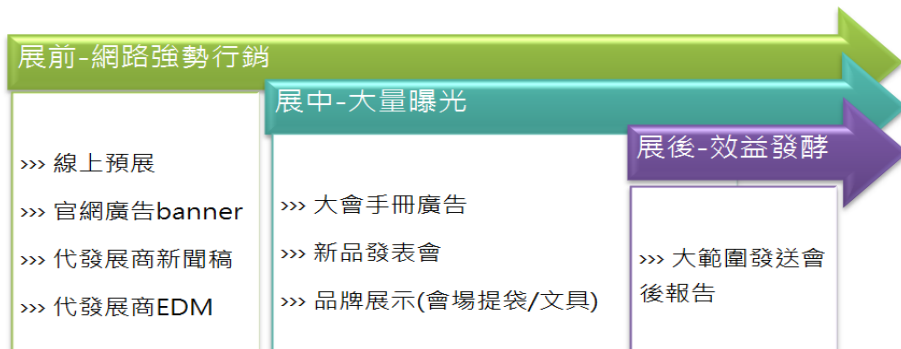 展前-網路強勢行銷
>>> 線上預展
>>> 官網廣告banner
>>> 代發展商新聞稿
>>> 代發展商EDM
展中-大量曝光
>>> 大會手冊廣告
>>> 新品發表會
>>> 品牌展示(會場提袋/文具)
展後-效益發酵
>>> 大範圍發送會
後報告